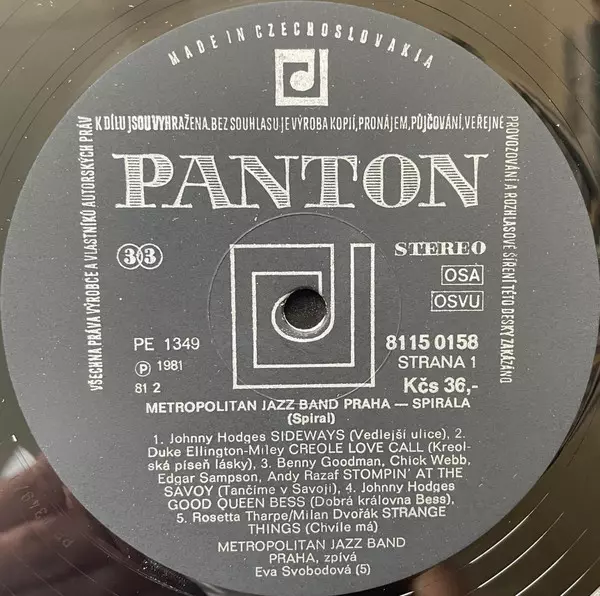 MADE IN CZECHOSLOVAKIA
VŠECHNA PRÁVA VÝROBCE A VLASTNÍKŮ AUTORSKÝCH PRÁV
K DÍLU JSOU VYHRAŽENA. BEZ SOUHLASU JE VÝROBA KOPIÍ, PRONÁJEM, PŮJČOVÁNÍ, VEŘEJNÉ
PROVOZOVÁNÍ A ROZHLASOVÉ ŠÍŘENÍ TÉTO DESKY ZAKÁZÁNO
PANTON
33
STEREO
OSA
OSVU
PE 1349
Ⓟ 1981
81 2
8115 0158
STRANA 1
Kčs 36,-
METROPOLITAN JAZZ BAND PRAHA — SPIRÁLA
(Spiral)
1. Johnny Hodges SIDEWAYS (Vedlejší ulice), 2.
Duke Ellington-Miley CREOLE LOVE CALL (Kreol-
ská píseň lásky), 3. Benny Goodman, Chick Webb,
Edgar Sampson, Andy Razaf STOMPIN' AT THE
SAVOY (Tančíme v Savoji), 4. Johnny Hodges
GOOD QUEEN BESS (Dobrá královna Bess),
5. Rosetta Tharpe/Milan Dvořák STRANGE
THINGS (Chvíle má)
METROPOLITAN JAZZ BAND
PRAHA, zpívá
Eva Svobodová (5)